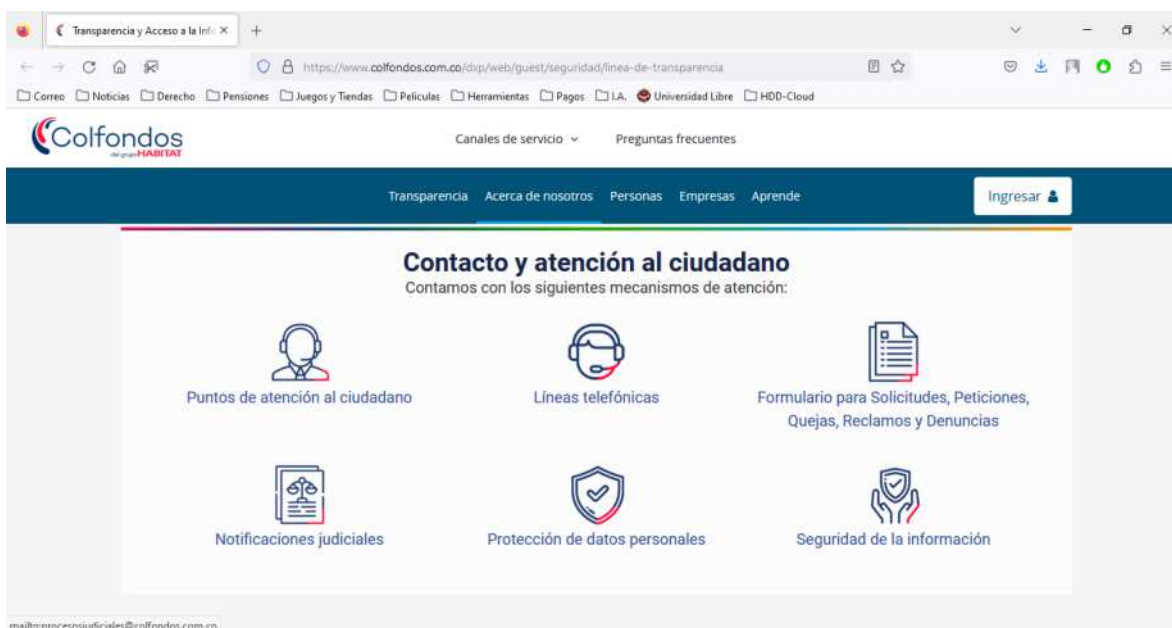 Transparencia y Acceso a la Info
https://www.colfondos.com.co/dxp/web/guest/seguridad/linea-de-transparencia
Correo Noticias Derecho Pensiones Juegos y Tiendas Peliculas Herramientas Pagos I.A. Universidad Libre HDD-Cloud
Colfondos
del grupo HABITAT
Canales de servicio Preguntas frecuentes
Transparencia Acerca de nosotros Personas Empresas Aprende Ingresar
Contacto y atención al ciudadano
Contamos con los siguientes mecanismos de atención:
Puntos de atención al ciudadano
Líneas telefónicas
Formulario para Solicitudes, Peticiones,
Quejas, Reclamos y Denuncias
Notificaciones judiciales
Protección de datos personales
Seguridad de la información
mailto:procesosjudiciales@colfondos.com.co